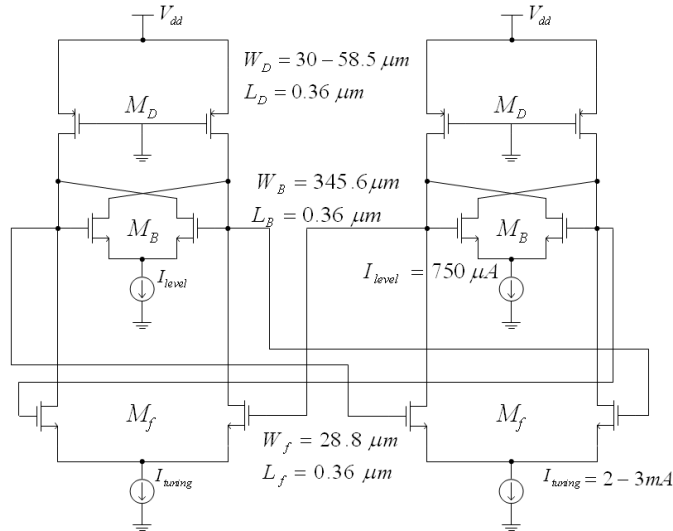 V_dd
V_dd
W_D = 30 – 58.5 μm
L_D = 0.36 μm
M_D
M_D
W_B = 345.6 μm
L_B = 0.36 μm
M_B
M_B
I_level
I_level = 750 μA
M_f
M_f
W_f = 28.8 μm
L_f = 0.36 μm
I_tuning
I_tuning = 2 – 3mA